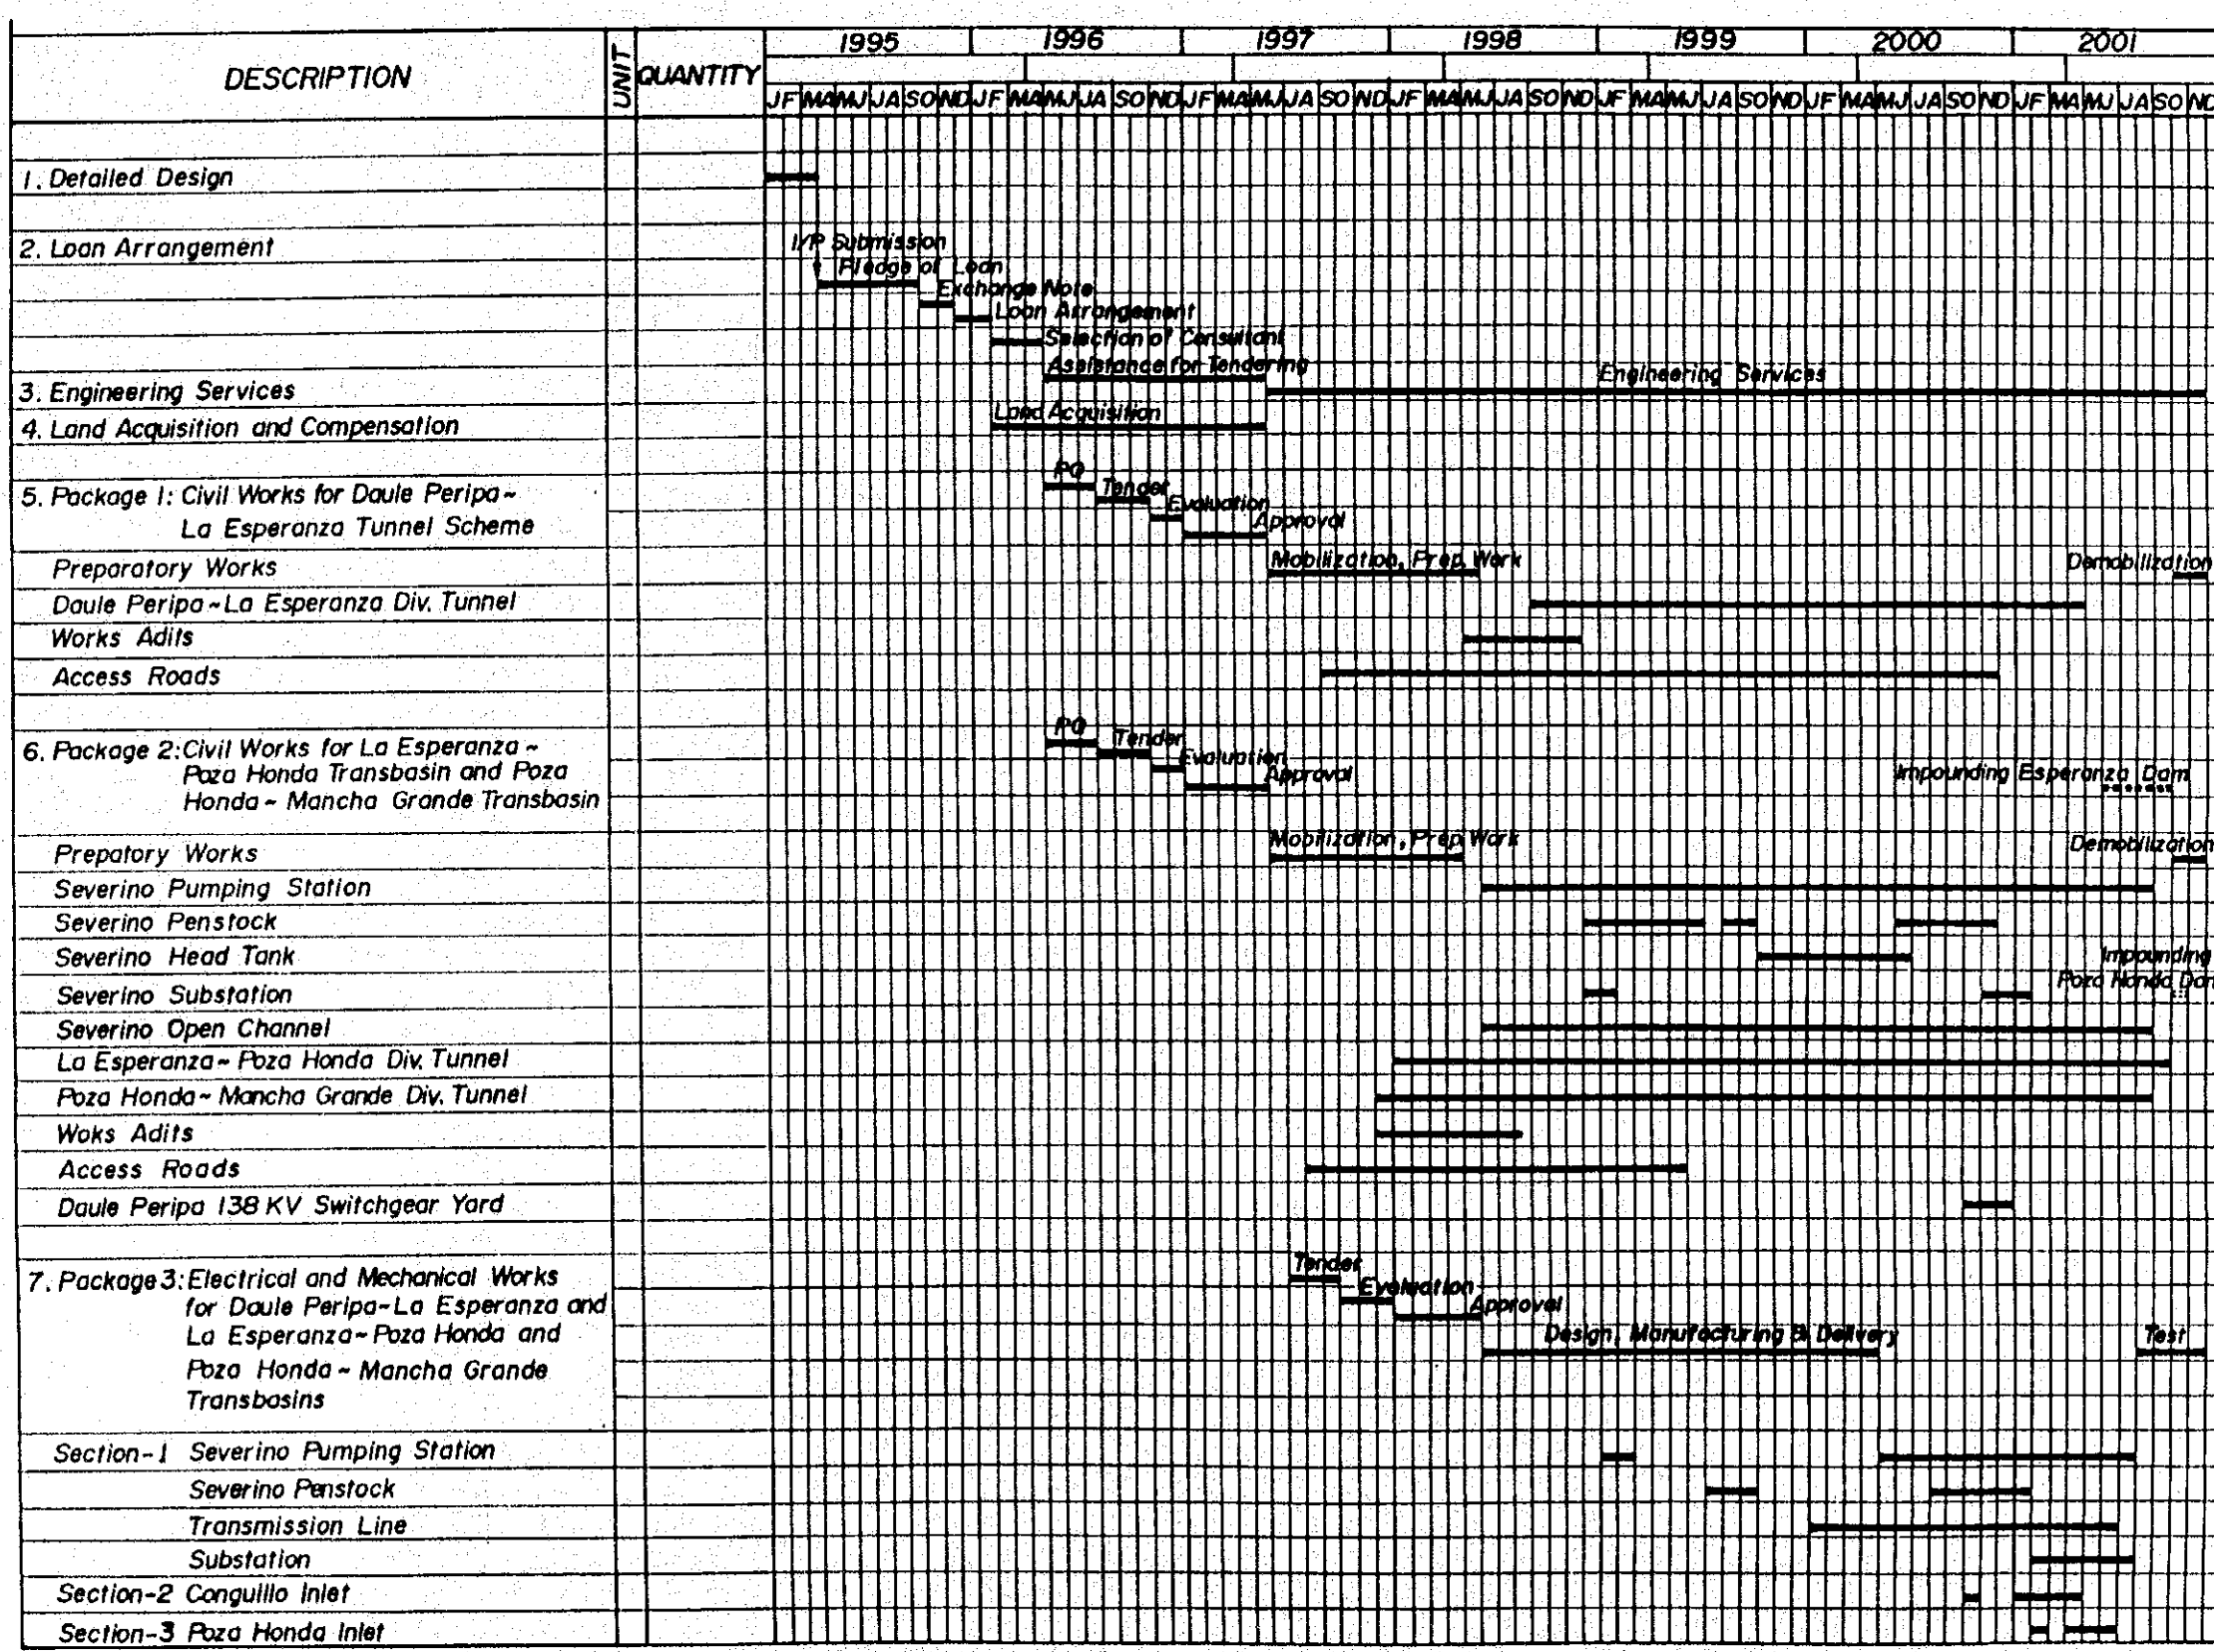 DESCRIPTION UNIT QUANTITY 1995 1996 1997 1998 1999 2000 2001
JF MA MJ JA SO ND JF MA MJ JA SO ND JF MA MJ JA SO ND JF MA MJ JA SO ND JF MA MJ JA SO ND JF MA MJ JA SO ND JF MA MJ JA SO ND
1. Detailed Design
2. Loan Arrangement
I/P Submission
Pledge of Loan
Exchange Note
Loan Arrangement
Selection of Consultant
Assistance for Tendering
3. Engineering Services Engineering Services
Land Acquisition
4. Land Acquisition and Compensation
PQ
5. Package 1: Civil Works for Daule Peripa ~ Tender
Evaluation
La Esperanza Tunnel Scheme Approval
Preparatory Works Mobilization, Prep. Work Demobilization
Daule Peripa ~ La Esperanza Div. Tunnel
Works Adits
Access Roads
PQ
6. Package 2: Civil Works for La Esperanza ~ Tender
Evaluation
Poza Honda Transbasin and Poza Approval Impounding Esperanza Dam
Honda ~ Mancha Grande Transbasin
Prepatory Works Mobilization, Prep. Work Demobilization
Severino Pumping Station
Severino Penstock
Severino Head Tank Impounding
Poza Honda Dam
Severino Substation
Severino Open Channel
La Esperanza ~ Poza Honda Div. Tunnel
Poza Honda ~ Mancha Grande Div. Tunnel
Woks Adits
Access Roads
Daule Peripa 138 KV Switchgear Yard
Tender
7. Package 3: Electrical and Mechanical Works Evaluation
for Daule Peripa ~ La Esperanza and Approval
La Esperanza ~ Poza Honda and Design, Manufacturing & Delivery Test
Poza Honda ~ Mancha Grande
Transbasins
Section-1 Severino Pumping Station
Severino Penstock
Transmission Line
Substation
Section-2 Conguillo Inlet
Section-3 Poza Honda Inlet